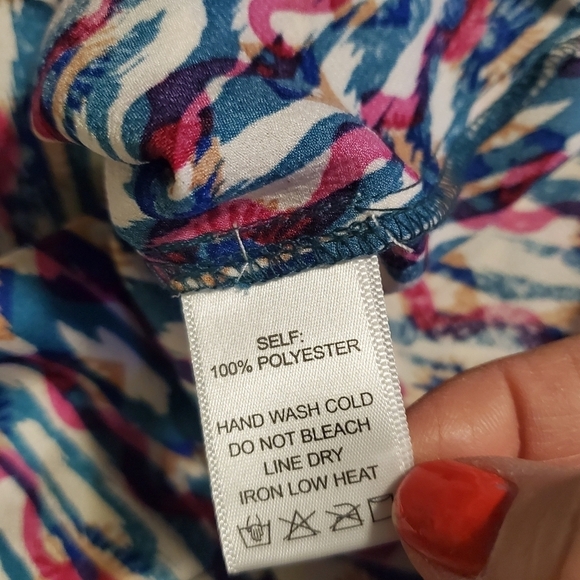 SELF:
100% POLYESTER
HAND WASH COLD
DO NOT BLEACH
LINE DRY
IRON LOW HEAT